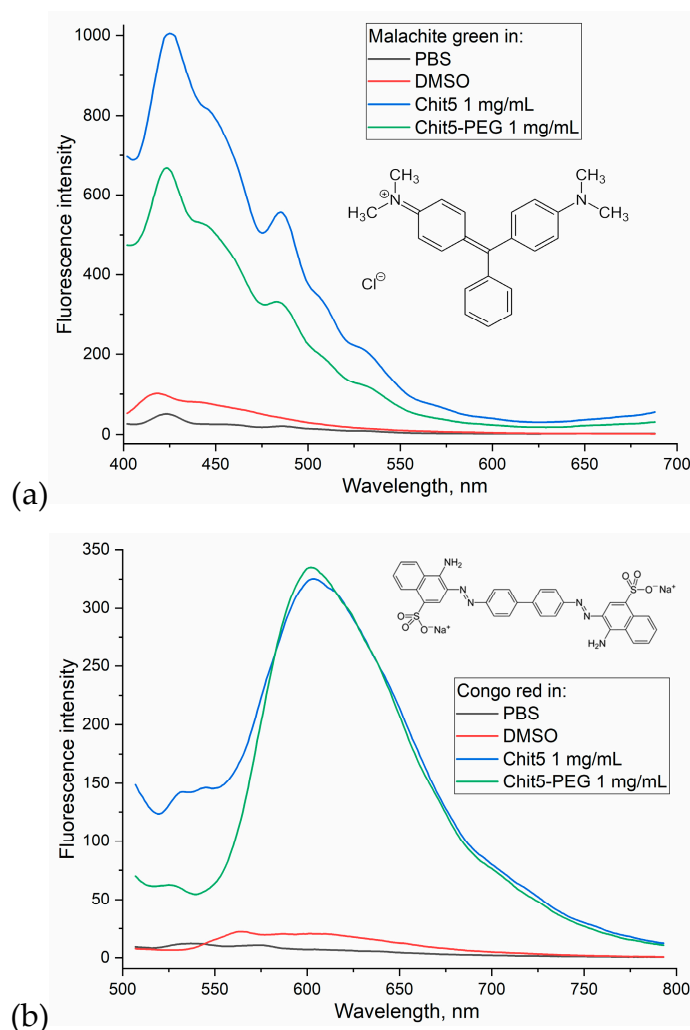 1000
800
600
400
200
0
Fluorescence intensity
Malachite green in:
PBS
DMSO
Chit5 1 mg/mL
Chit5-PEG 1 mg/mL
CH3
H3C
N
⊕
CH3
N
CH3
Cl⊖
400 450 500 550 600 650 700
Wavelength, nm
(a)
350
300
250
200
150
100
50
0
Fluorescence intensity
NH2
N
N
O
S
O
O⁻Na⁺
N
N
O
O
S
O⁻Na⁺
H2N
Congo red in:
PBS
DMSO
Chit5 1 mg/mL
Chit5-PEG 1 mg/mL
500 550 600 650 700 750 800
Wavelength, nm
(b)